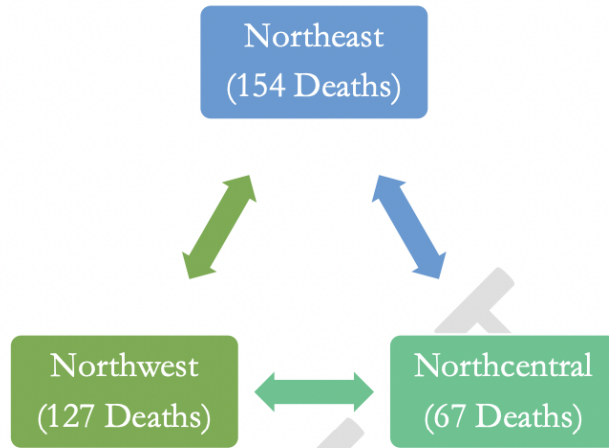 Northeast
(154 Deaths)
Northwest
(127 Deaths)
Northcentral
(67 Deaths)